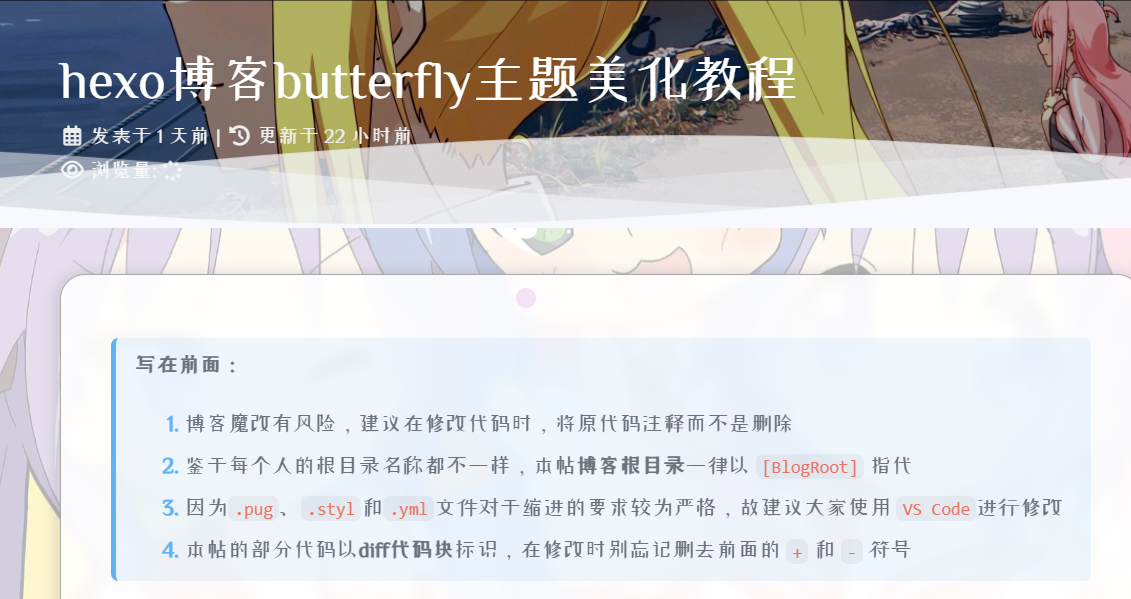 hexo博客butterfly主题美化教程
发表于 1 天前 | 更新于 22 小时前
浏览量:
写在前面：
1. 博客魔改有风险，建议在修改代码时，将原代码注释而不是删除
2. 鉴于每个人的根目录名称都不一样，本帖博客根目录一律以 [BlogRoot] 指代
3. 因为 .pug 、 .styl 和 .yml 文件对于缩进的要求较为严格，故建议大家使用 VS Code 进行修改
4. 本帖的部分代码以diff代码块标识，在修改时别忘记删去前面的 + 和 - 符号